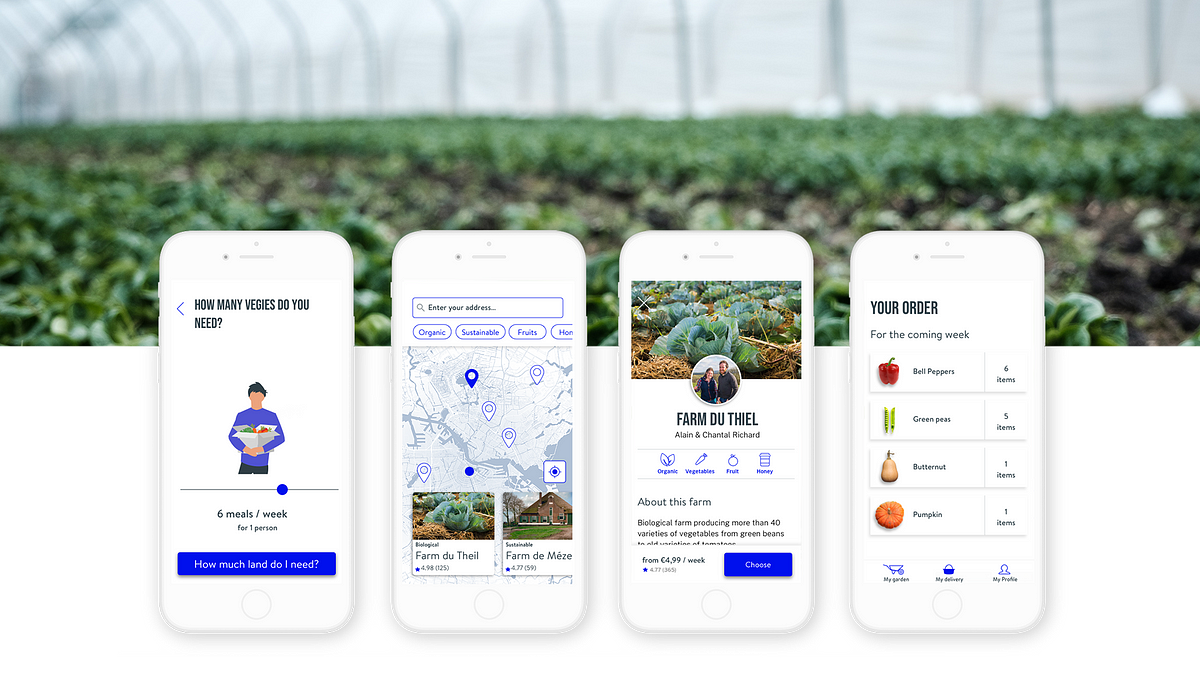 HOW MANY VEGIES DO YOU
NEED?
6 meals / week
for 1 person
How much land do I need?
Enter your address...
Organic
Sustainable
Fruits
Hon
Biological
Farm du Theil
4.98 (125)
Sustainable
Farm de Méze
4.77 (59)
FARM DU THIEL
Alain & Chantal Richard
Organic
Vegetables
Fruit
Honey
About this farm
Biological farm producing more than 40
varieties of vegetables from green beans
to old varieties of tomatoes
from €4,99 / week
4.77 (365)
Choose
YOUR ORDER
For the coming week
Bell Peppers
6
items
Green peas
5
items
Butternut
1
items
Pumpkin
1
items
My garden
My delivery
My Profile